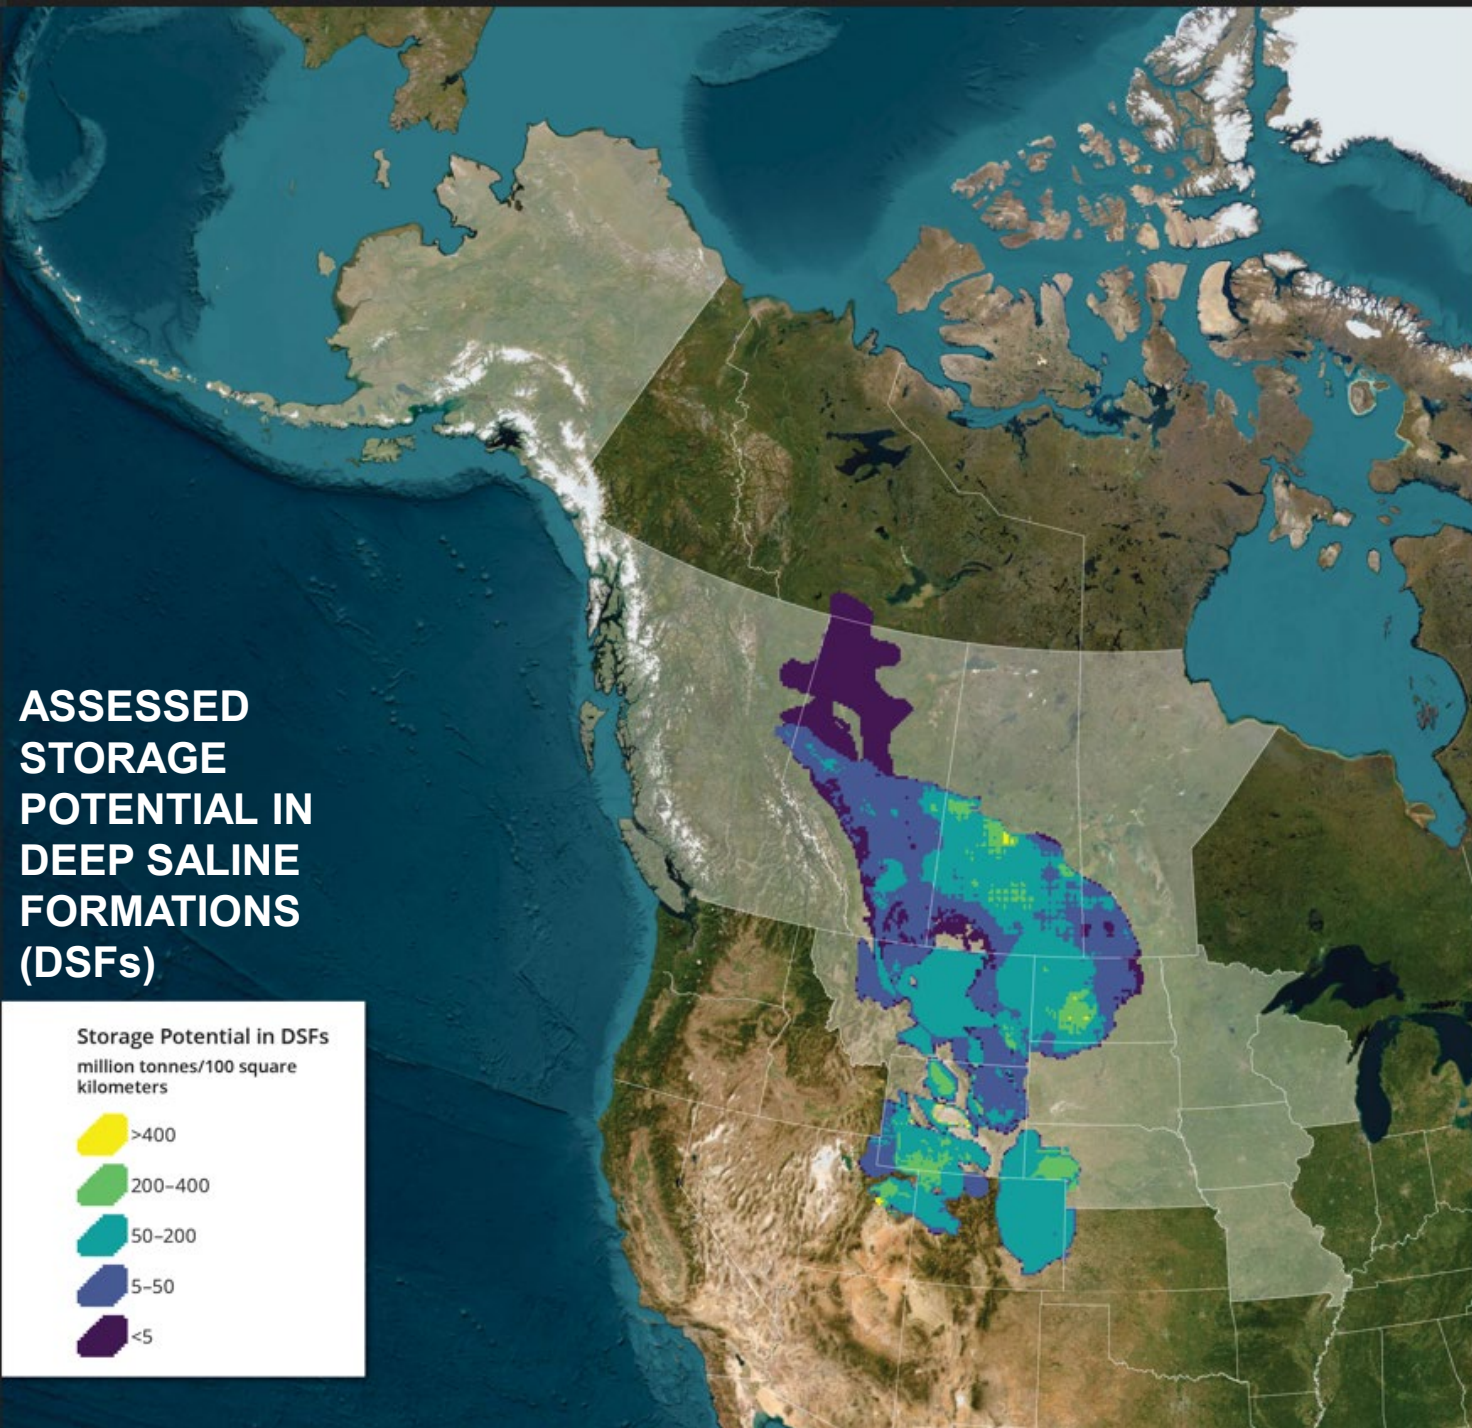 ASSESSED
STORAGE
POTENTIAL IN
DEEP SALINE
FORMATIONS
(DSFs)
Storage Potential in DSFs
million tonnes/100 square
kilometers
>400
200–400
50–200
5–50
<5